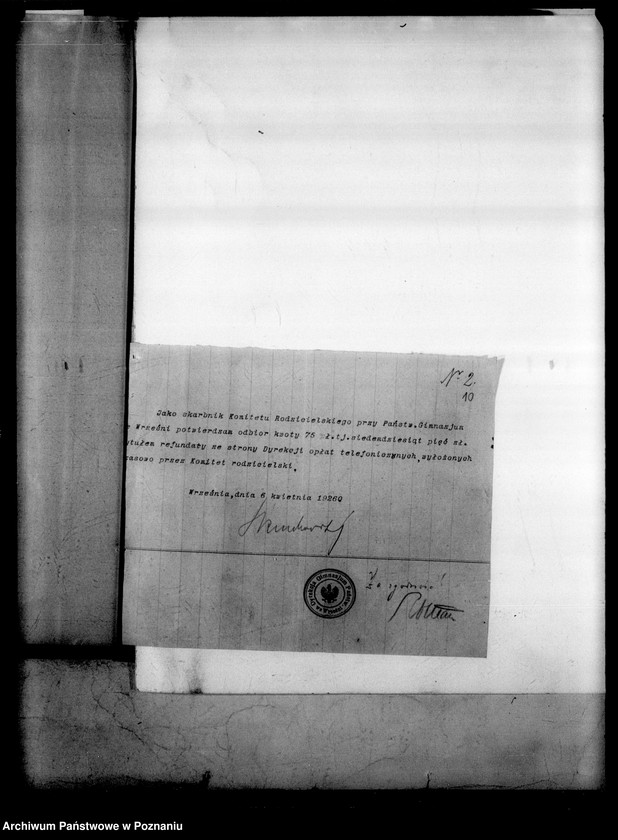 Nr 2.
10
Jako skarbnik Komitetu Rodzicielskiego przy Państw.Gimnazjum
Wrześni potwierdzam odbior kwoty 75 zł.t.j.siedemdziesiąt pięć zł.
tytułem refundaty ze strony Dyrekcji opłat telefonicznych,wyłożonych
czasowo przez Komitet rodzicielski.
Września,dnia 6 kwietnia 1926
Za zgodność!
Archiwum Państwowe w Poznaniu